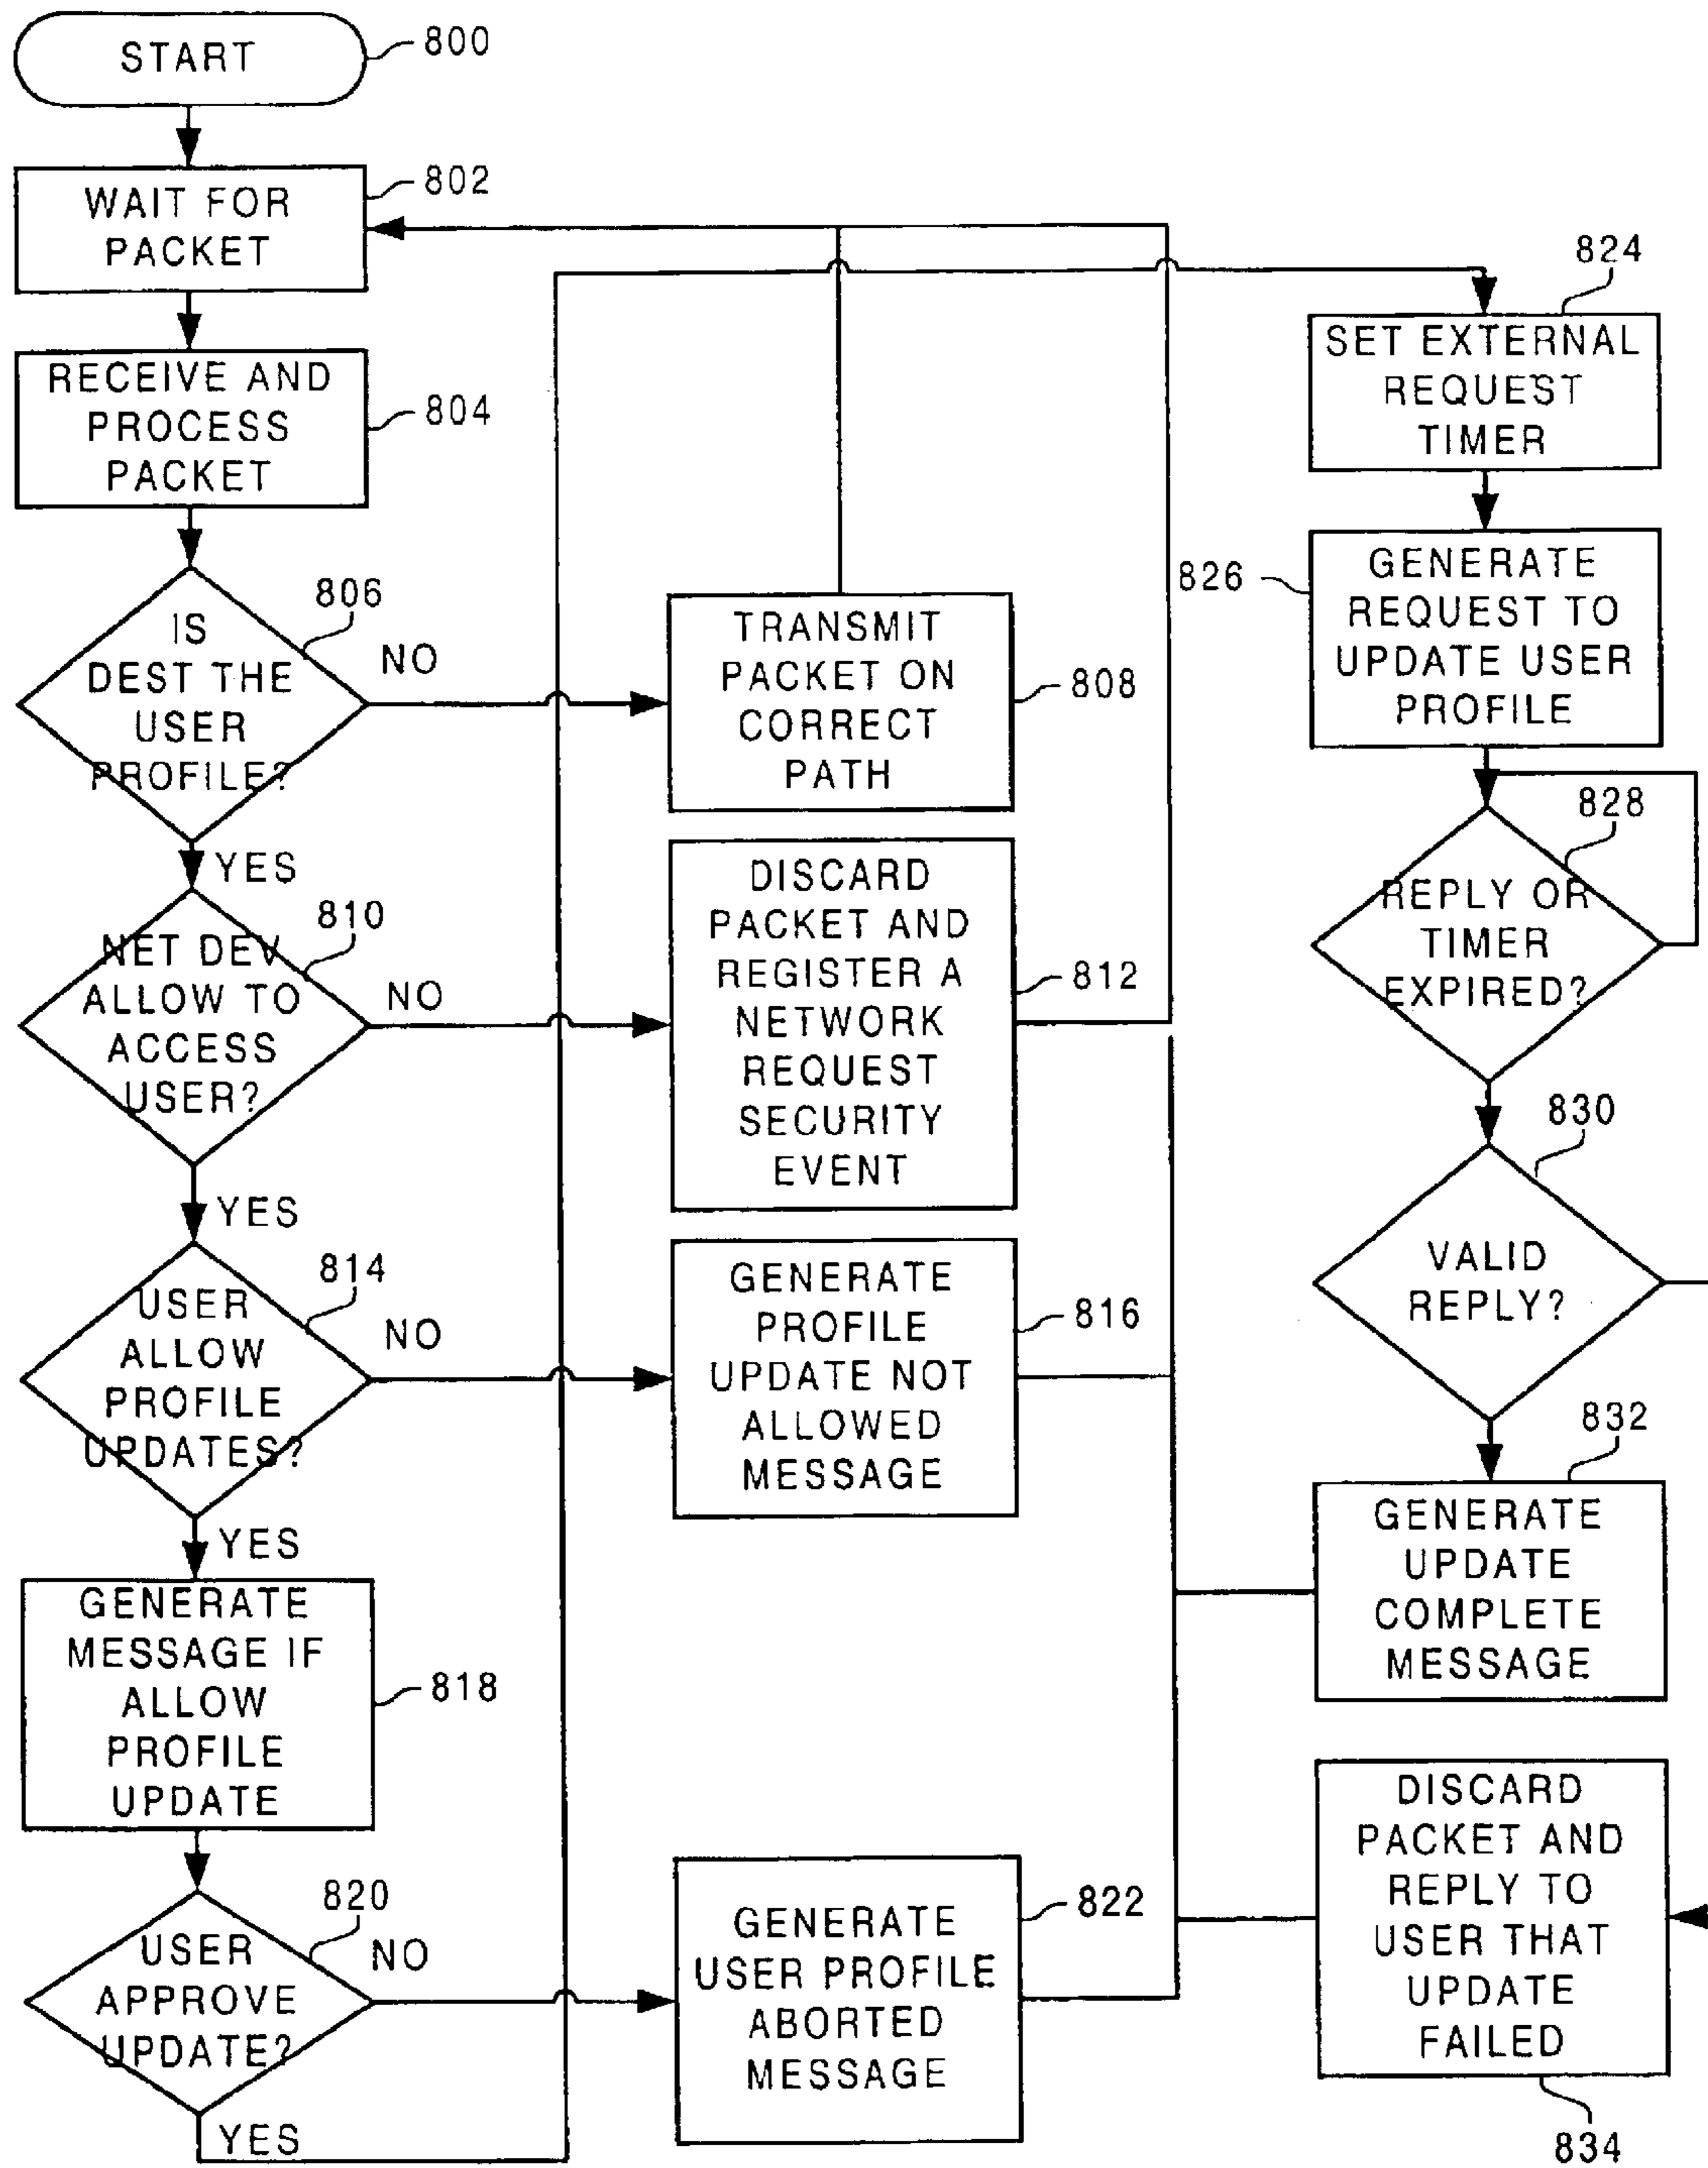 START
800
WAIT FOR
PACKET
802
RECEIVE AND
PROCESS
PACKET
804
IS
DEST THE
USER
PROFILE?
806
NO
YES
TRANSMIT
PACKET ON
CORRECT
PATH
808
NET DEV
ALLOW TO
ACCESS
USER?
810
NO
YES
DISCARD
PACKET AND
REGISTER A
NETWORK
REQUEST
SECURITY
EVENT
812
USER
ALLOW
PROFILE
UPDATES?
814
NO
YES
GENERATE
PROFILE
UPDATE NOT
ALLOWED
MESSAGE
816
GENERATE
MESSAGE IF
ALLOW
PROFILE
UPDATE
818
USER
APPROVE
UPDATE?
820
NO
YES
GENERATE
USER PROFILE
ABORTED
MESSAGE
822
824
SET EXTERNAL
REQUEST
TIMER
826
GENERATE
REQUEST TO
UPDATE USER
PROFILE
828
REPLY OR
TIMER
EXPIRED?
830
VALID
REPLY?
832
GENERATE
UPDATE
COMPLETE
MESSAGE
DISCARD
PACKET AND
REPLY TO
USER THAT
UPDATE
FAILED
834